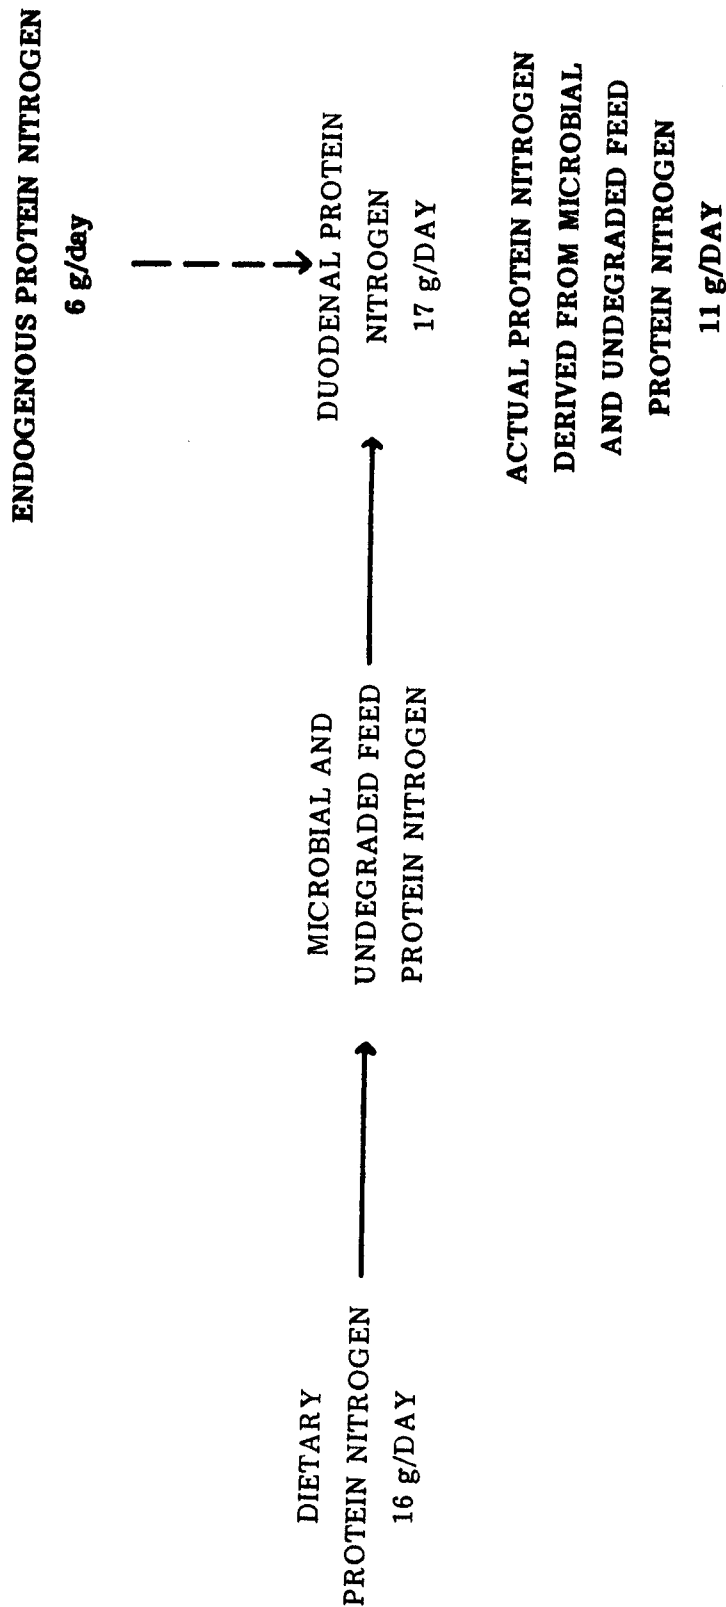 ENDOGENOUS PROTEIN NITROGEN
6 g/day
DIETARY
PROTEIN NITROGEN
16 g/DAY
MICROBIAL AND
UNDEGRADED FEED
PROTEIN NITROGEN
DUODENAL PROTEIN
NITROGEN
17 g/DAY
ACTUAL PROTEIN NITROGEN
DERIVED FROM MICROBIAL
AND UNDEGRADED FEED
PROTEIN NITROGEN
11 g/DAY